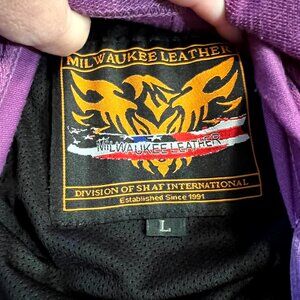 MILWAUKEE LEATHER
MILWAUKEE LEATHER
DIVISION OF SHAF INTERNATIONAL
Established Since 1991
L